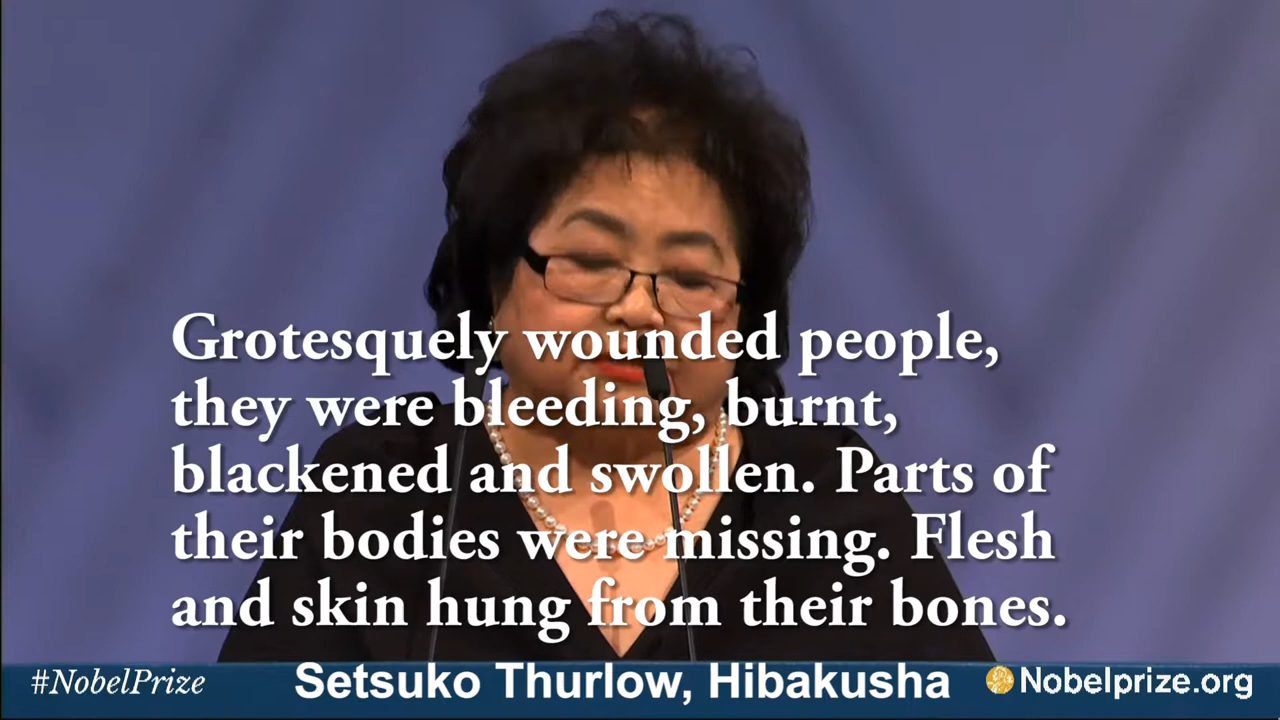 Grotesquely wounded people,
they were bleeding, burnt,
blackened and swollen. Parts of
their bodies were missing. Flesh
and skin hung from their bones.
#NobelPrize
Setsuko Thurlow, Hibakusha
Nobelprize.org